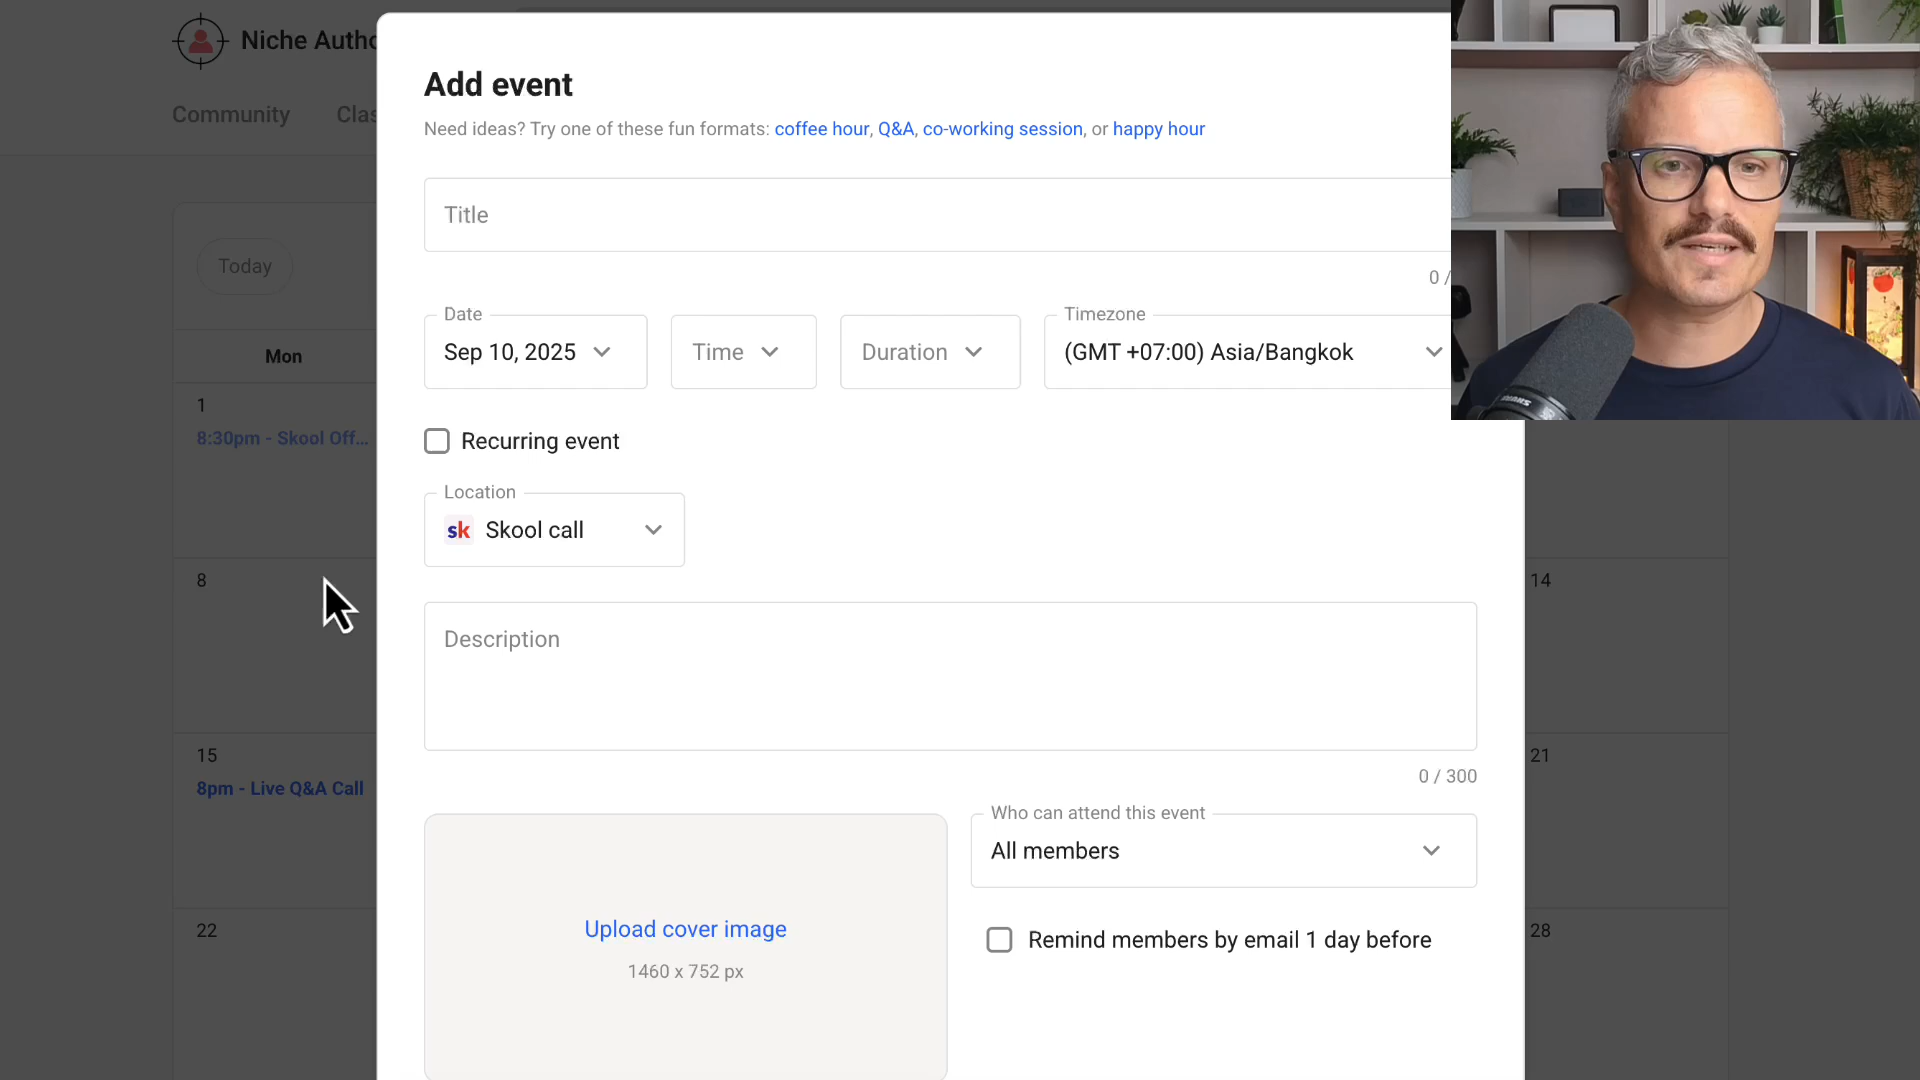 Niche Autho
Community
Clas
Today
Mon
1
8:30pm - Skool Off...
8
15
8pm - Live Q&A Call
22
Add event
Need ideas? Try one of these fun formats: coffee hour, Q&A, co-working session, or happy hour
Title
0 /
Date
Sep 10, 2025
Time
Duration
Timezone
(GMT +07:00) Asia/Bangkok
Recurring event
Location
sk Skool call
Description
0 / 300
Upload cover image
1460 x 752 px
Who can attend this event
All members
Remind members by email 1 day before
14
21
28